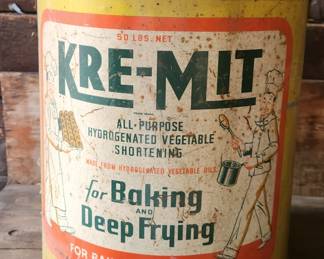 50 LBS. NET
KRE-MIT
ALL-PURPOSE
HYDROGENATED VEGETABLE
SHORTENING
MADE FROM HYDROGENATED VEGETABLE OILS
for Baking
AND
Deep Frying